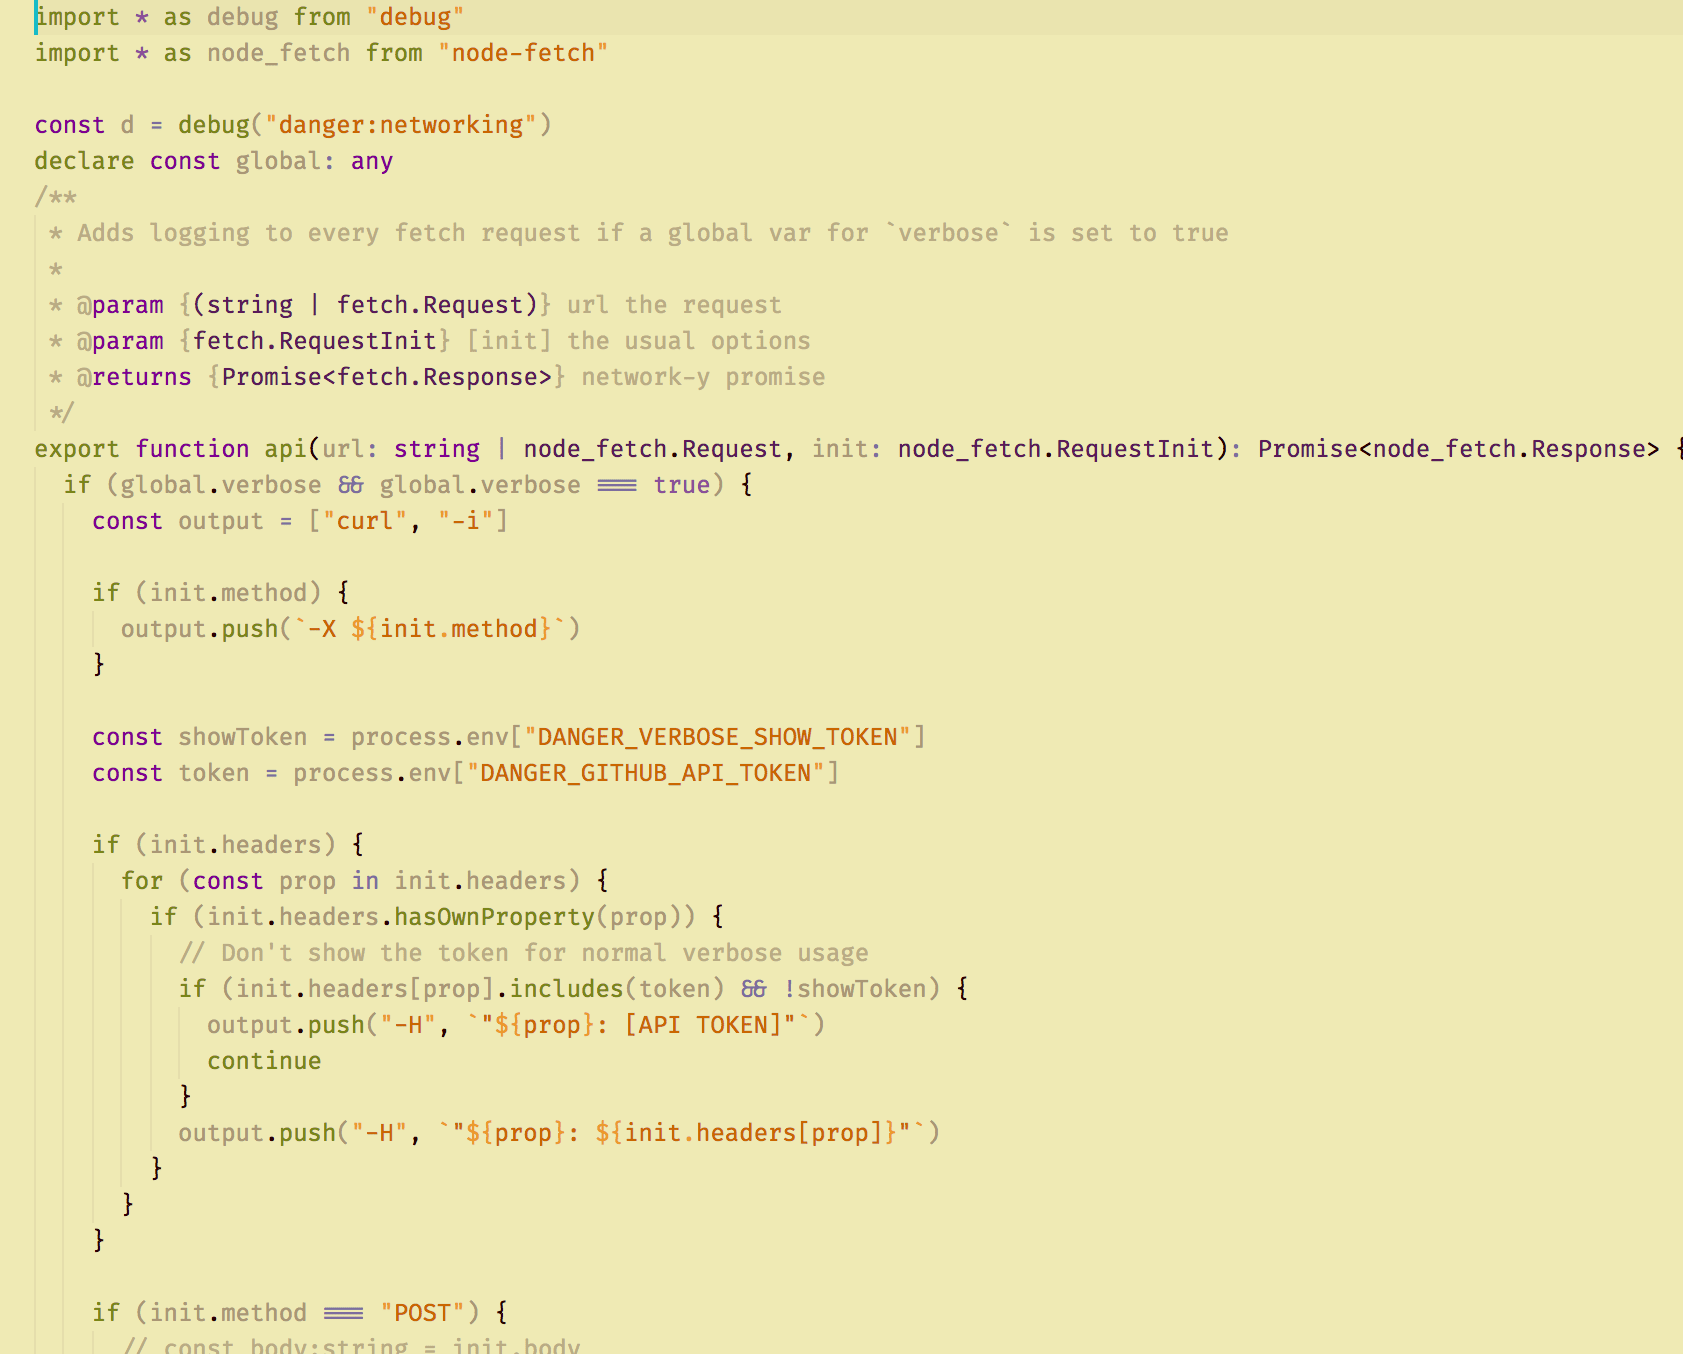 import * as debug from "debug"
import * as node_fetch from "node-fetch"

const d = debug("danger:networking")
declare const global: any
/**
 * Adds logging to every fetch request if a global var for `verbose` is set to true
 *
 * @param {(string | fetch.Request)} url the request
 * @param {fetch.RequestInit} [init] the usual options
 * @returns {Promise<fetch.Response>} network-y promise
 */
export function api(url: string | node_fetch.Request, init: node_fetch.RequestInit): Promise<node_fetch.Response> {
  if (global.verbose && global.verbose === true) {
    const output = ["curl", "-i"]

    if (init.method) {
      output.push(`-X ${init.method}`)
    }

    const showToken = process.env["DANGER_VERBOSE_SHOW_TOKEN"]
    const token = process.env["DANGER_GITHUB_API_TOKEN"]

    if (init.headers) {
      for (const prop in init.headers) {
        if (init.headers.hasOwnProperty(prop)) {
          // Don't show the token for normal verbose usage
          if (init.headers[prop].includes(token) && !showToken) {
            output.push("-H", `"${prop}: [API TOKEN]"`)
            continue
          }
          output.push("-H", `"${prop}: ${init.headers[prop]}"`)
        }
      }
    }

    if (init.method === "POST") {
      // const body:string = init.body